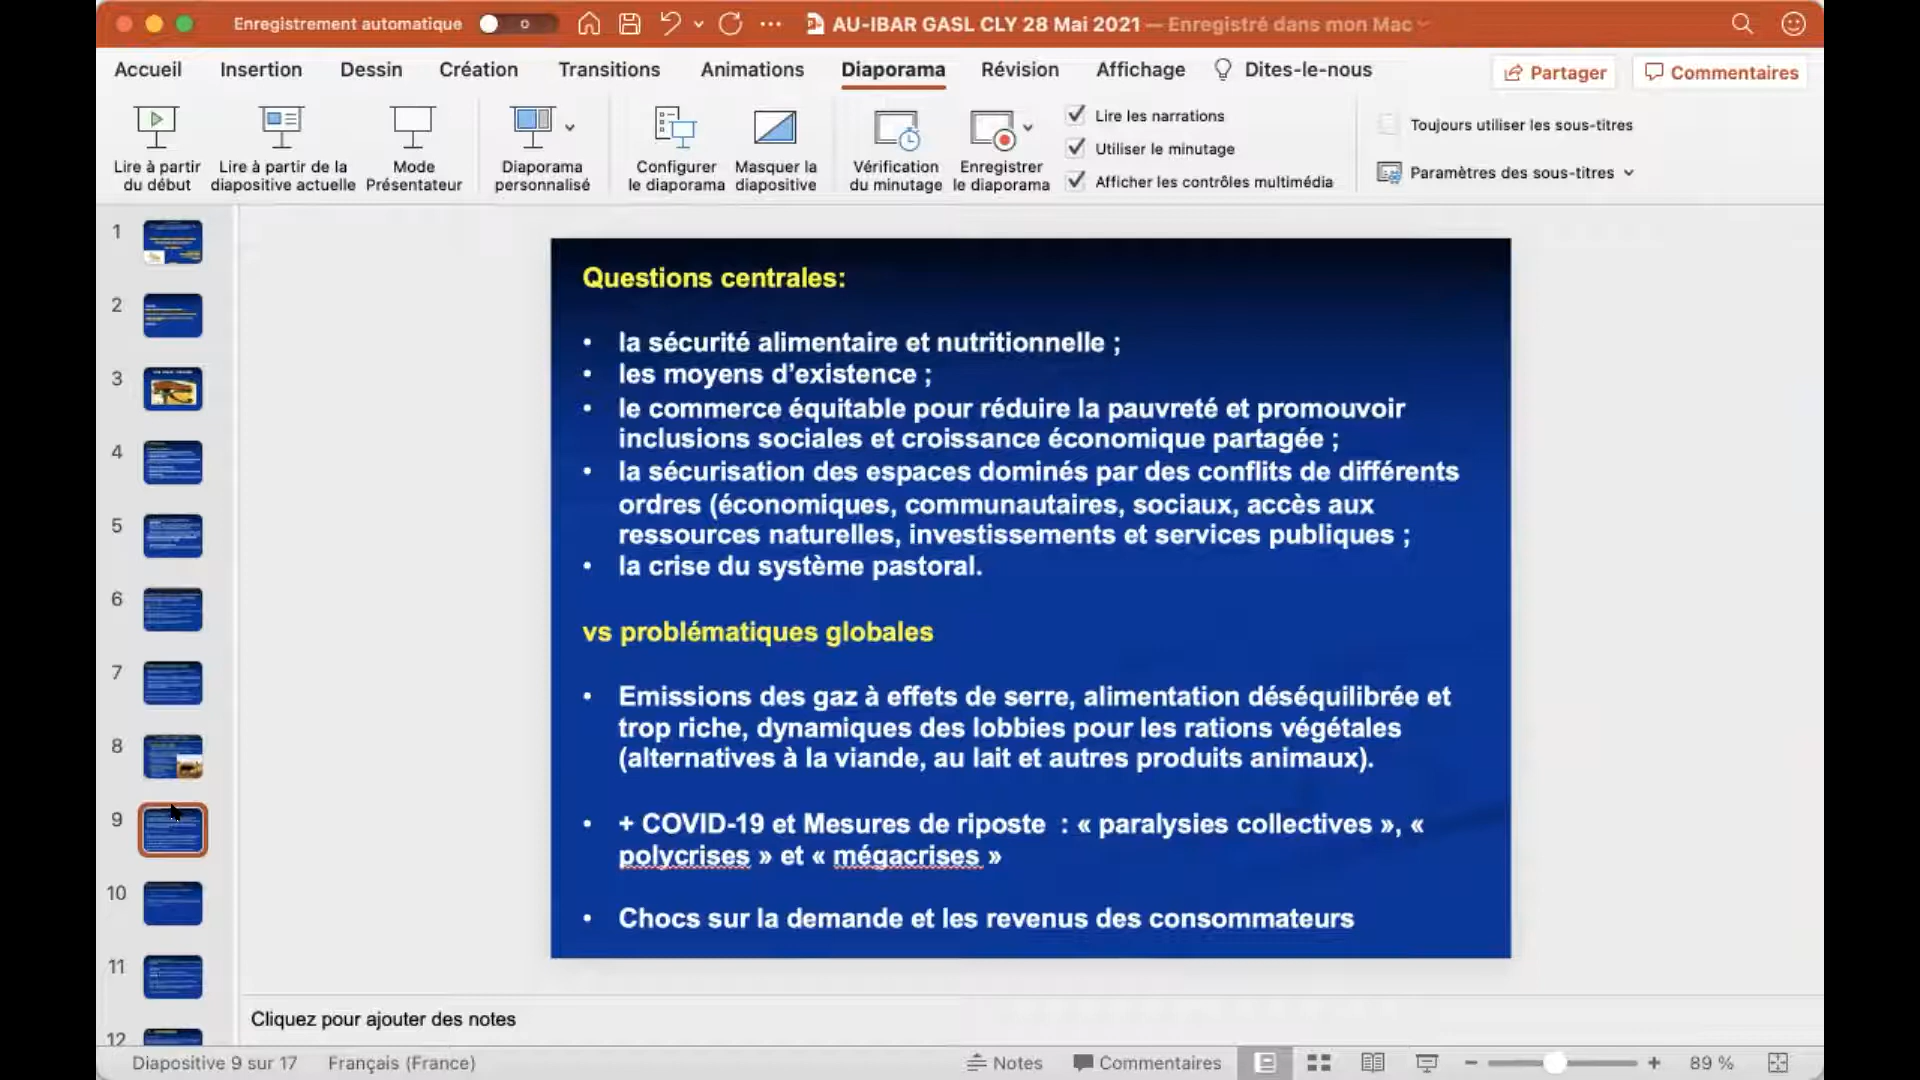 Enregistrement automatique
AU-IBAR GASL CLY 28 Mai 2021 — Enregistré dans mon Mac
Accueil Insertion Dessin Création Transitions Animations Diaporama Révision Affichage Dites-le-nous Partager Commentaires
Lire à partir du début
Lire à partir de la diapositive actuelle
Mode Présentateur
Diaporama personnalisé
Configurer le diaporama
Masquer la diapositive
Vérification du minutage
Enregistrer le diaporama
Lire les narrations
Utiliser le minutage
Afficher les contrôles multimédia
Toujours utiliser les sous-titres
Paramètres des sous-titres
1
2
3
4
5
6
7
8
9
10
11
12
Questions centrales:
• la sécurité alimentaire et nutritionnelle ;
• les moyens d’existence ;
• le commerce équitable pour réduire la pauvreté et promouvoir
inclusions sociales et croissance économique partagée ;
• la sécurisation des espaces dominés par des conflits de différents
ordres (économiques, communautaires, sociaux, accès aux
ressources naturelles, investissements et services publiques ;
• la crise du système pastoral.
vs problématiques globales
• Emissions des gaz à effets de serre, alimentation déséquilibrée et
trop riche, dynamiques des lobbies pour les rations végétales
(alternatives à la viande, au lait et autres produits animaux).
• + COVID-19 et Mesures de riposte : « paralysies collectives », «
polycrises » et « mégacrises »
• Chocs sur la demande et les revenus des consommateurs
Cliquez pour ajouter des notes
Diapositive 9 sur 17 Français (France) Notes Commentaires 89 %